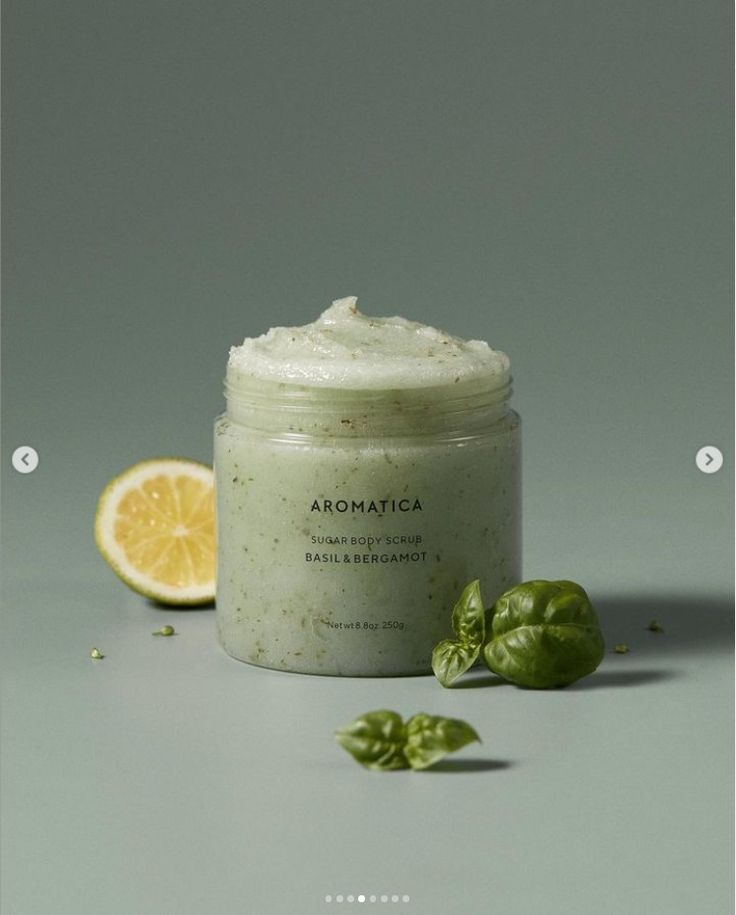 AROMATICA
SUGAR BODY SCRUB
BASIL & BERGAMOT
Net wt 8.8oz. 250g